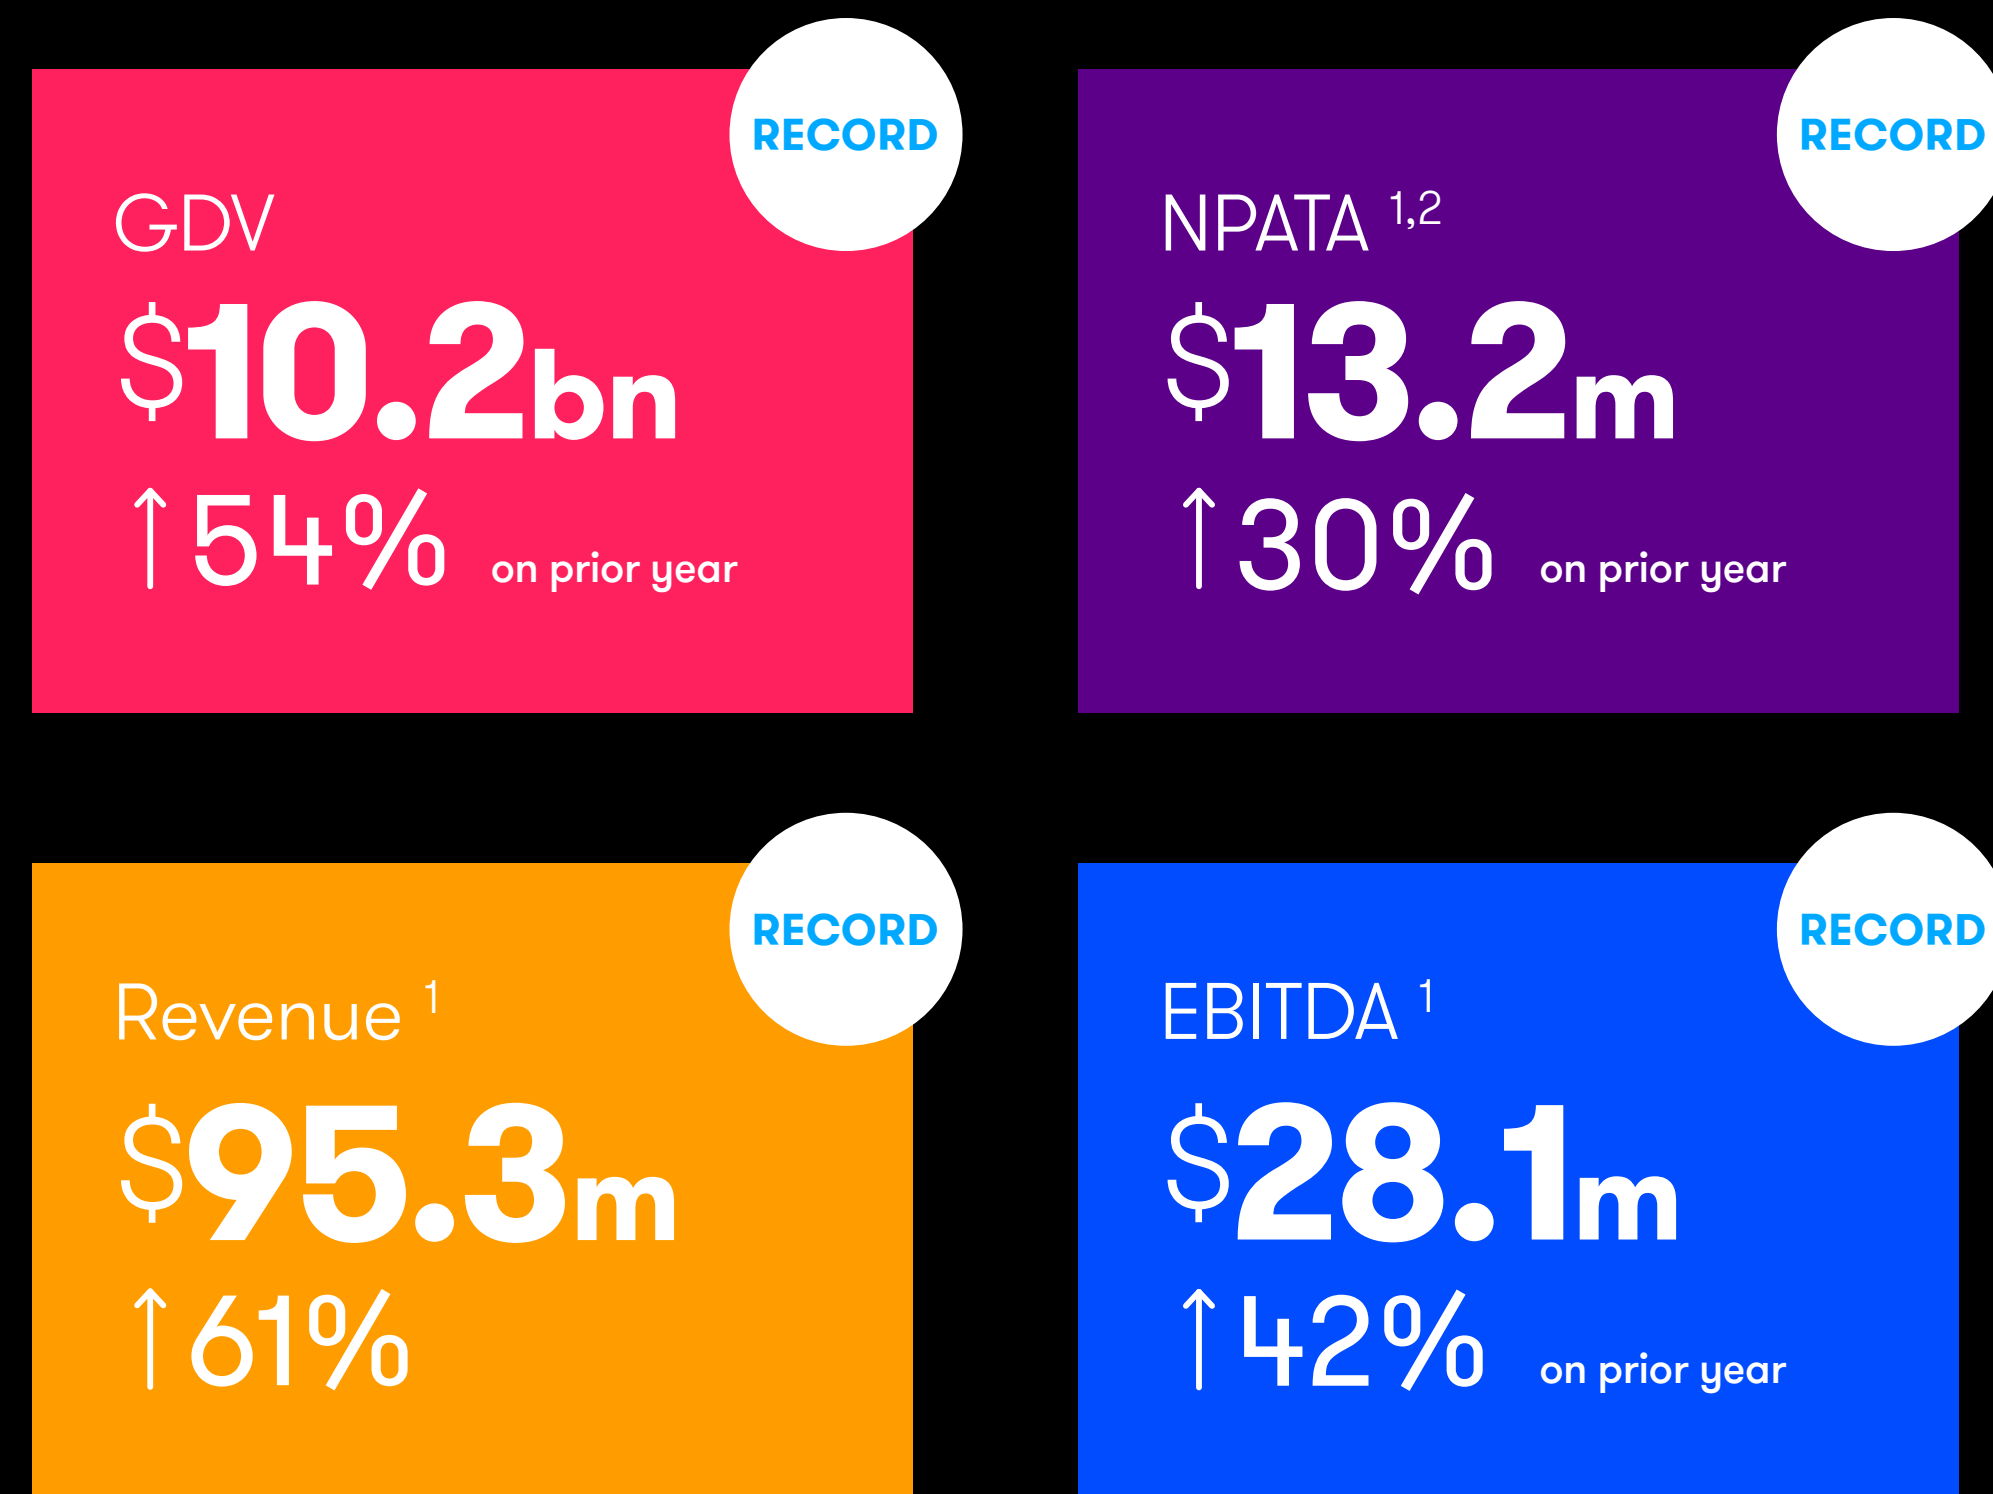 RECORD
GDV
$10.2bn
↑54% on prior year
RECORD
NPATA 1,2
$13.2m
↑30% on prior year
RECORD
Revenue 1
$95.3m
↑61%
RECORD
EBITDA 1
$28.1m
↑42% on prior year